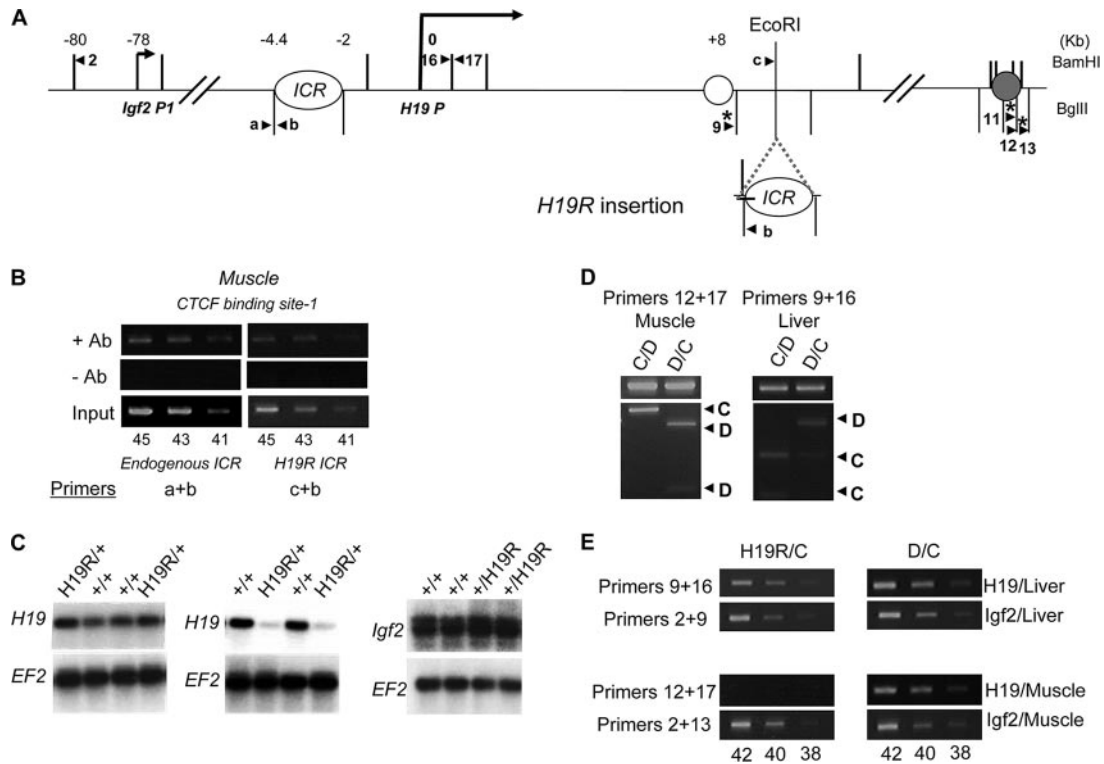 A
EcoRI
-80 -78 -4.4 -2 0 +8 (Kb)
2 16 17 c BamHI
ICR
Igf2 P1 H19 P * * * BglII
a b 9 11 12 13
ICR
H19R insertion
b
B
Muscle
CTCF binding site-1
+ Ab
- Ab
Input
45 43 41 45 43 41
Endogenous ICR H19R ICR
Primers a+b c+b
D
Primers 12+17 Primers 9+16
Muscle Liver
C/D D/C C/D D/C
C
D
D
D
C
C
C
H19R/+ +/+ +/+ H19R/+
H19
EF2
+/+ H19R/+ +/+ H19R/+
H19
EF2
+/+ +/+ +/H19R +/H19R
Igf2
EF2
E
H19R/C D/C
Primers 9+16 H19/Liver
Primers 2+9 Igf2/Liver
Primers 12+17 H19/Muscle
Primers 2+13 Igf2/Muscle
42 40 38 42 40 38